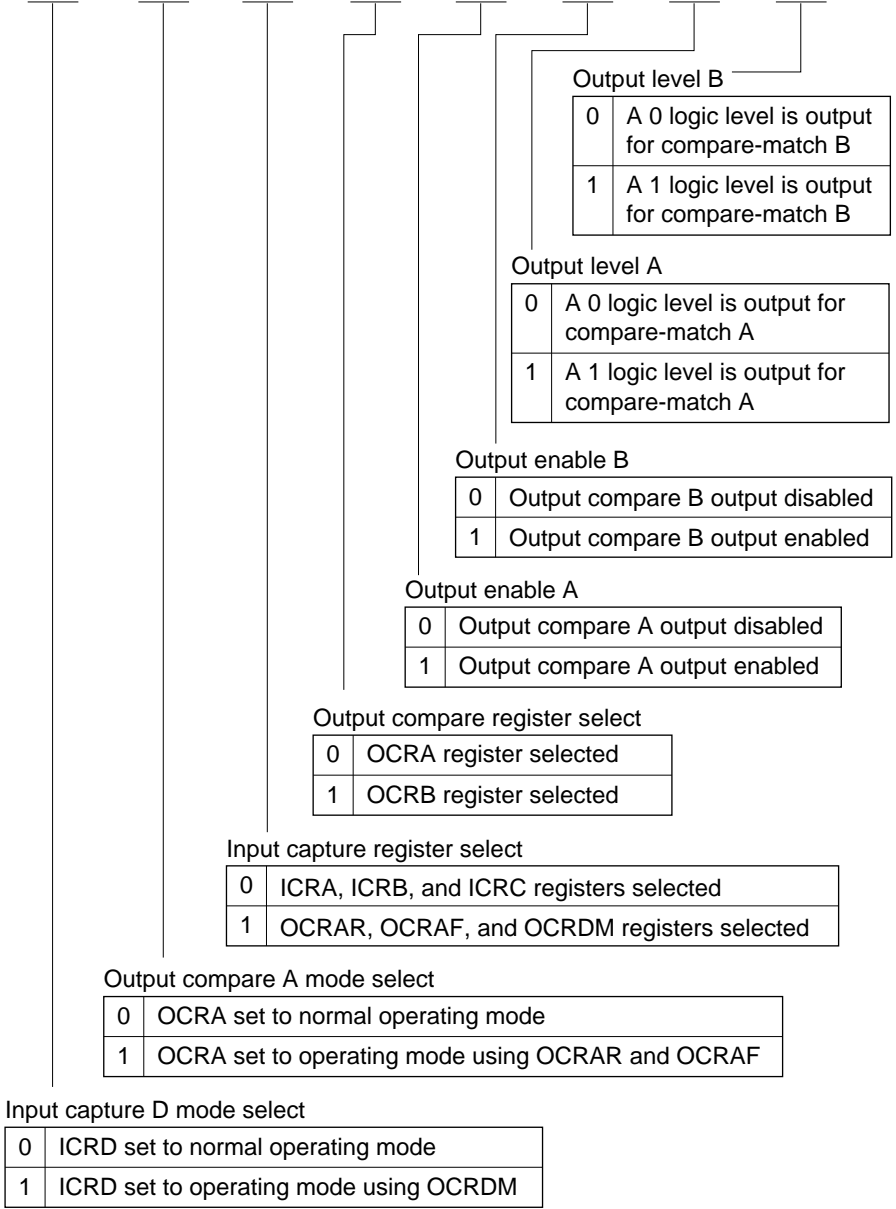 Output level B
0 A 0 logic level is output
for compare-match B
1 A 1 logic level is output
for compare-match B
Output level A
0 A 0 logic level is output for
compare-match A
1 A 1 logic level is output for
compare-match A
Output enable B
0 Output compare B output disabled
1 Output compare B output enabled
Output enable A
0 Output compare A output disabled
1 Output compare A output enabled
Output compare register select
0 OCRA register selected
1 OCRB register selected
Input capture register select
0 ICRA, ICRB, and ICRC registers selected
1 OCRAR, OCRAF, and OCRDM registers selected
Output compare A mode select
0 OCRA set to normal operating mode
1 OCRA set to operating mode using OCRAR and OCRAF
Input capture D mode select
0 ICRD set to normal operating mode
1 ICRD set to operating mode using OCRDM